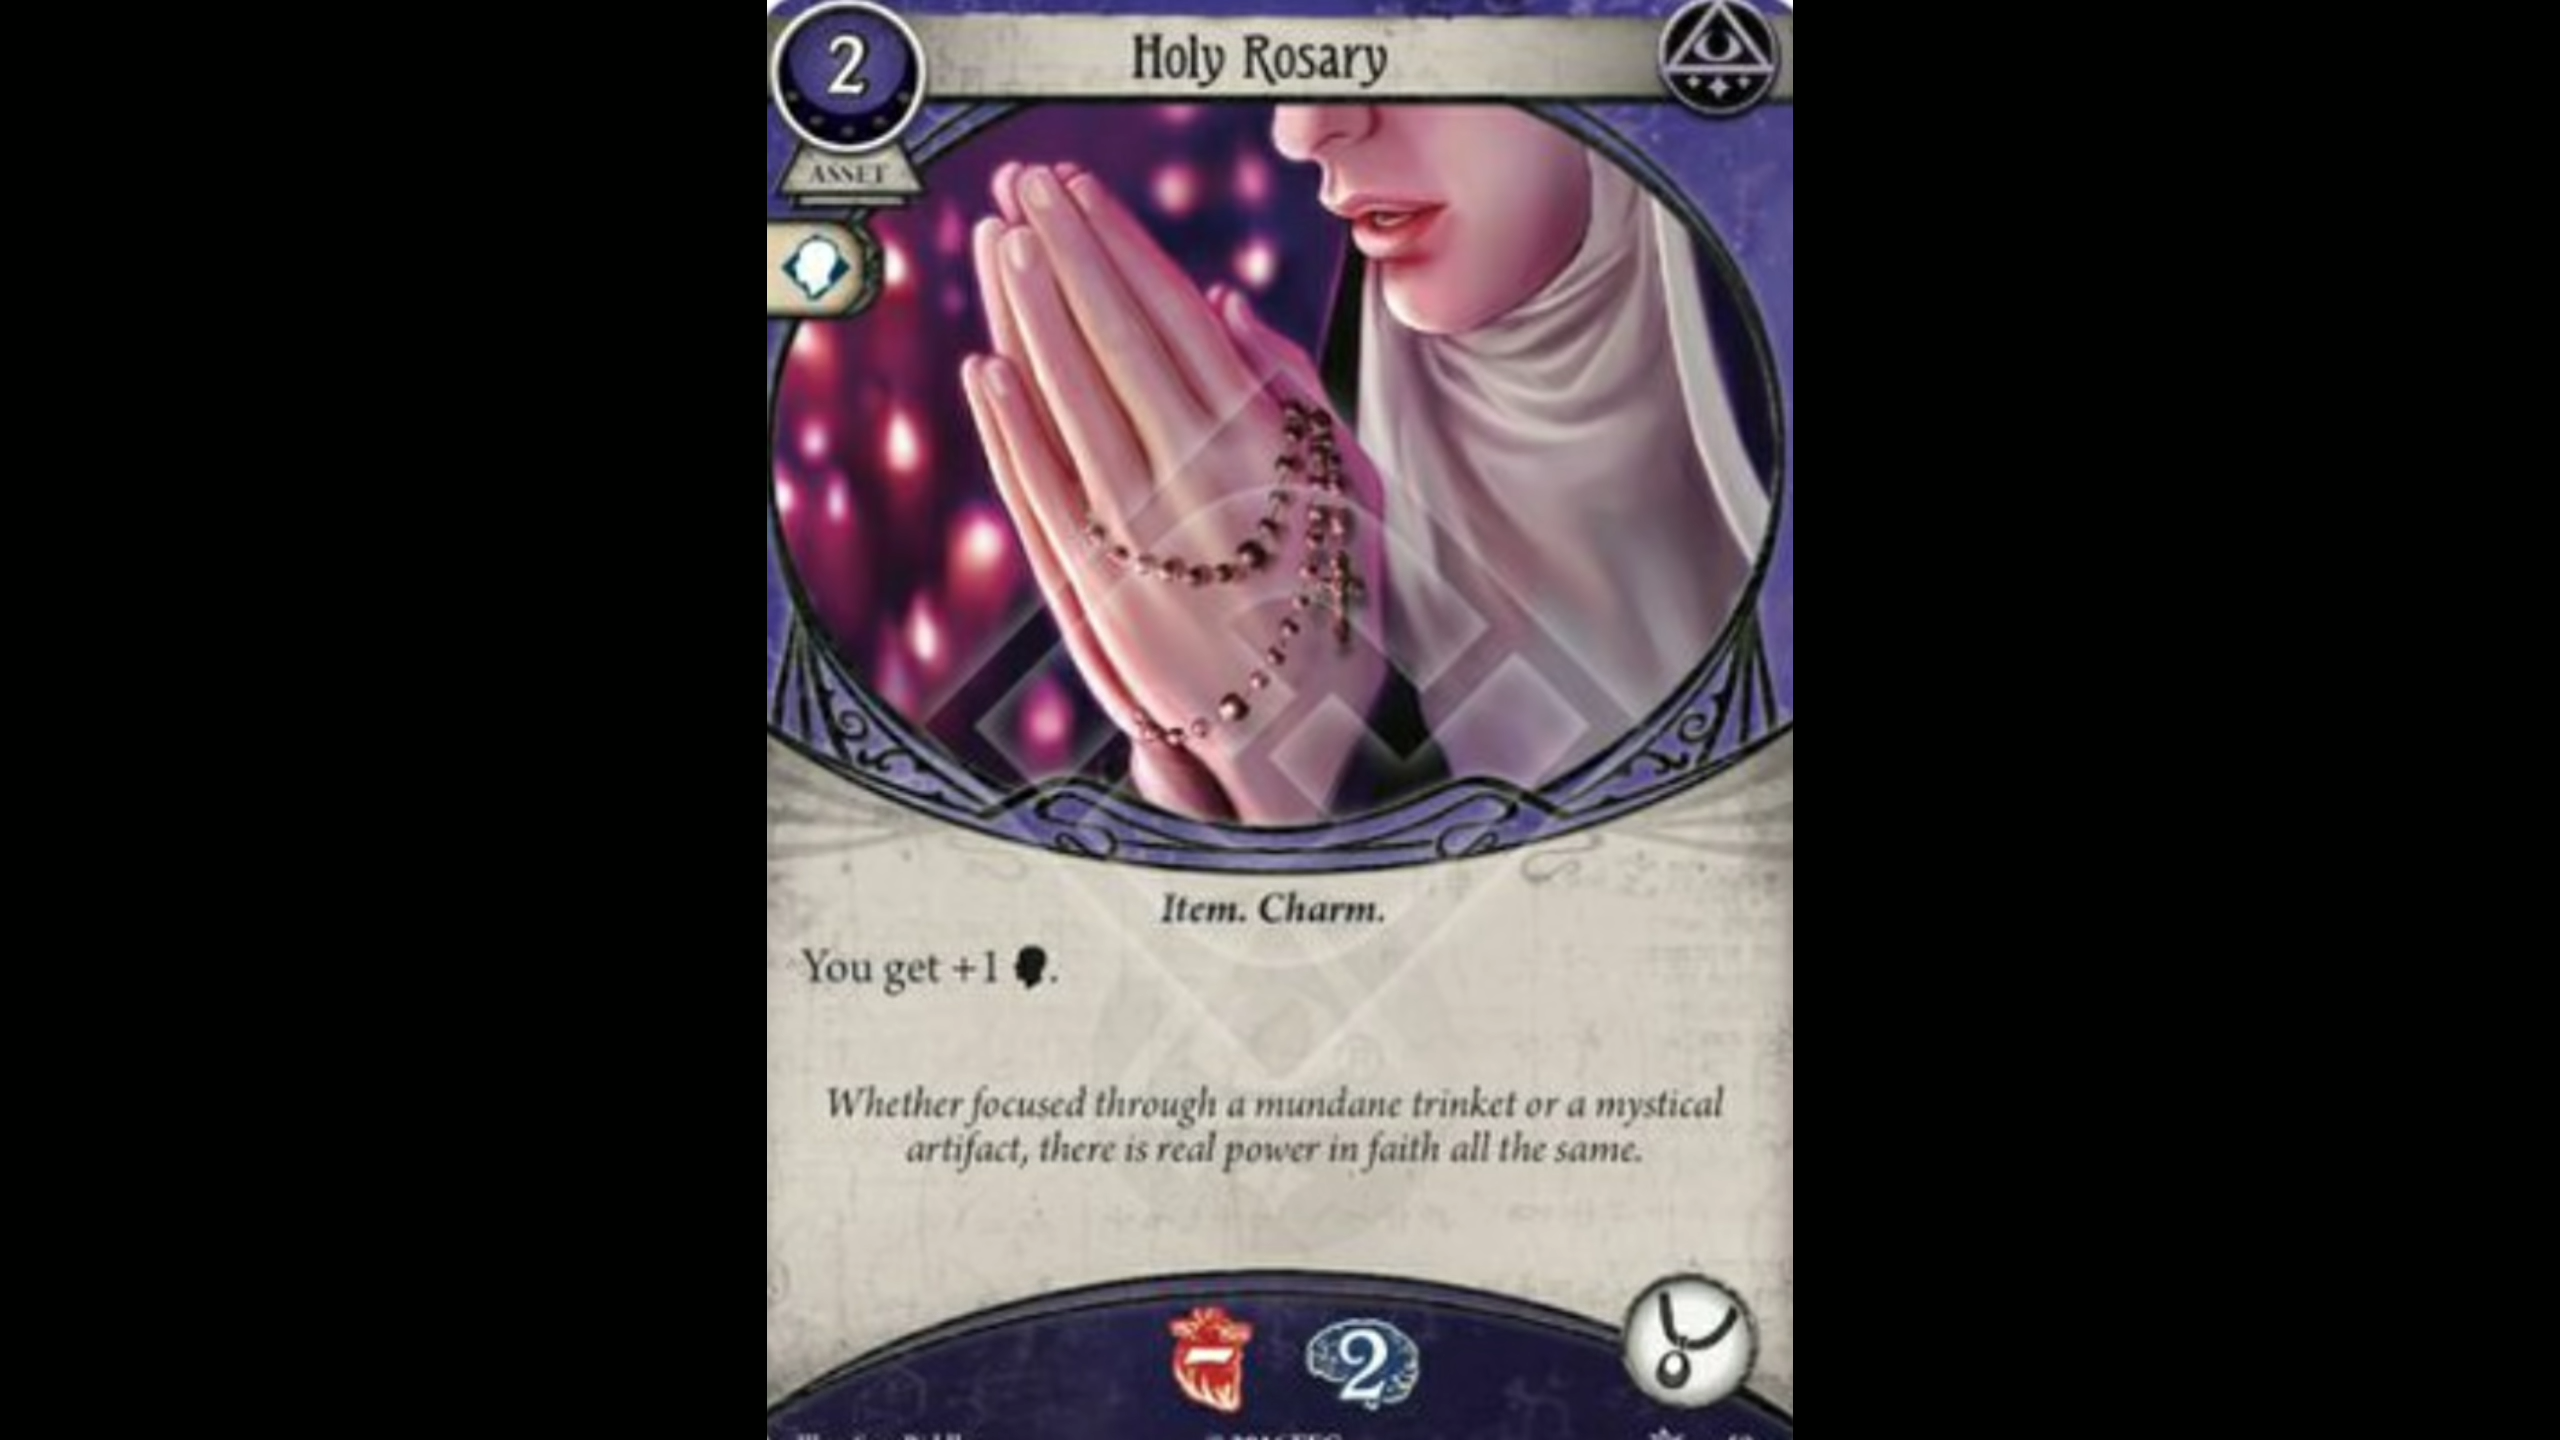 2
Holy Rosary
ASSET
Item. Charm.
You get +1 .
Whether focused through a mundane trinket or a mystical
artifact, there is real power in faith all the same.
- 2